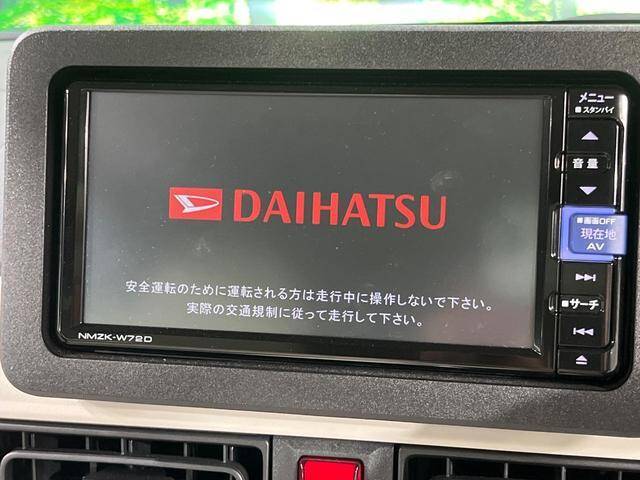 DAIHATSU
安全運転のために運転される方は走行中に操作しないで下さい。
実際の交通規制に従って走行して下さい。
NMZK-W72D
メニュー
■スタンバイ
▲
音量
▼
■画面OFF
現在地
AV
▶▶|
■サーチ
|◀◀
⏏